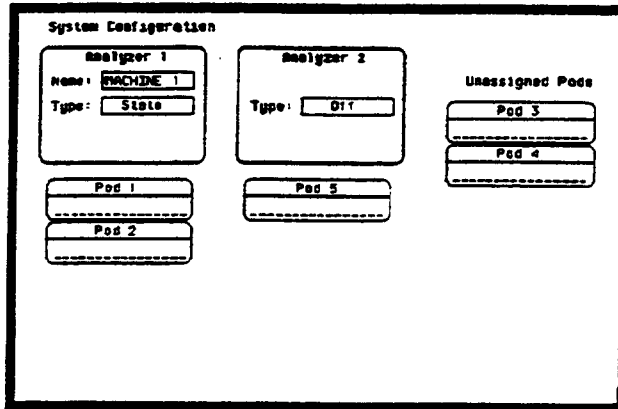 System Configuration
Analyzer 1
Name: MACHINE 1
Type: State
Analyzer 2
Type: Off
Unassigned Pods
Pod 3
Pod 4
Pod 1
Pod 2
Pod 5